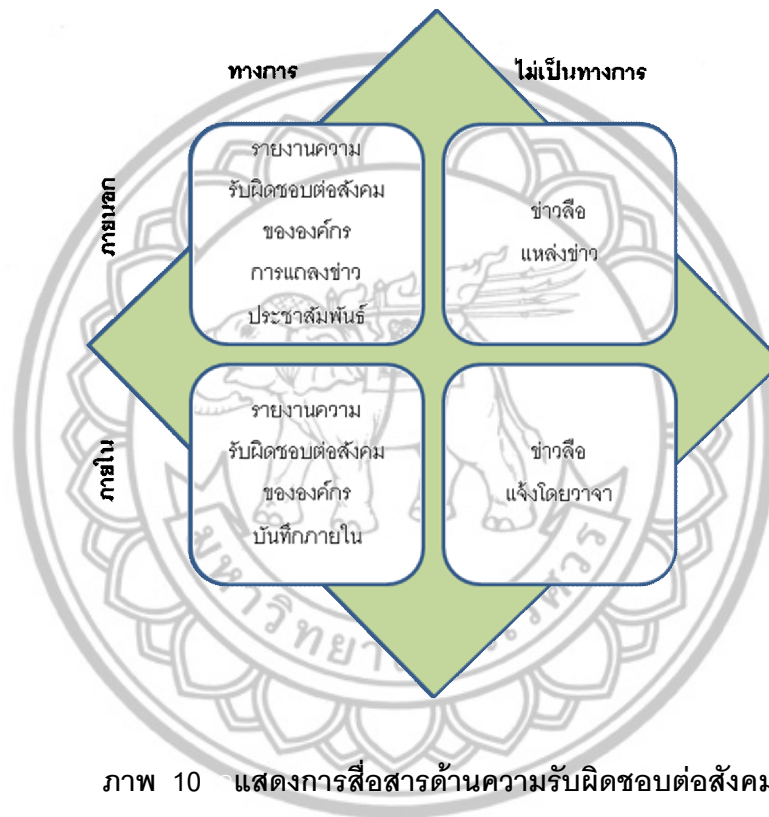 ทางการ
ไม่เป็นทางการ
ภายนอก
รายงานความ
รับผิดชอบต่อสังคม
ขององค์กร
การแถลงข่าว
ประชาสัมพันธ์
ข่าวลือ
แหล่งข่าว
ภายใน
รายงานความ
รับผิดชอบต่อสังคม
ขององค์กร
บันทึกภายใน
ข่าวลือ
แจ้งโดยวาจา
ภาพ 10 แสดงการสื่อสารด้านความรับผิดชอบต่อสังคม